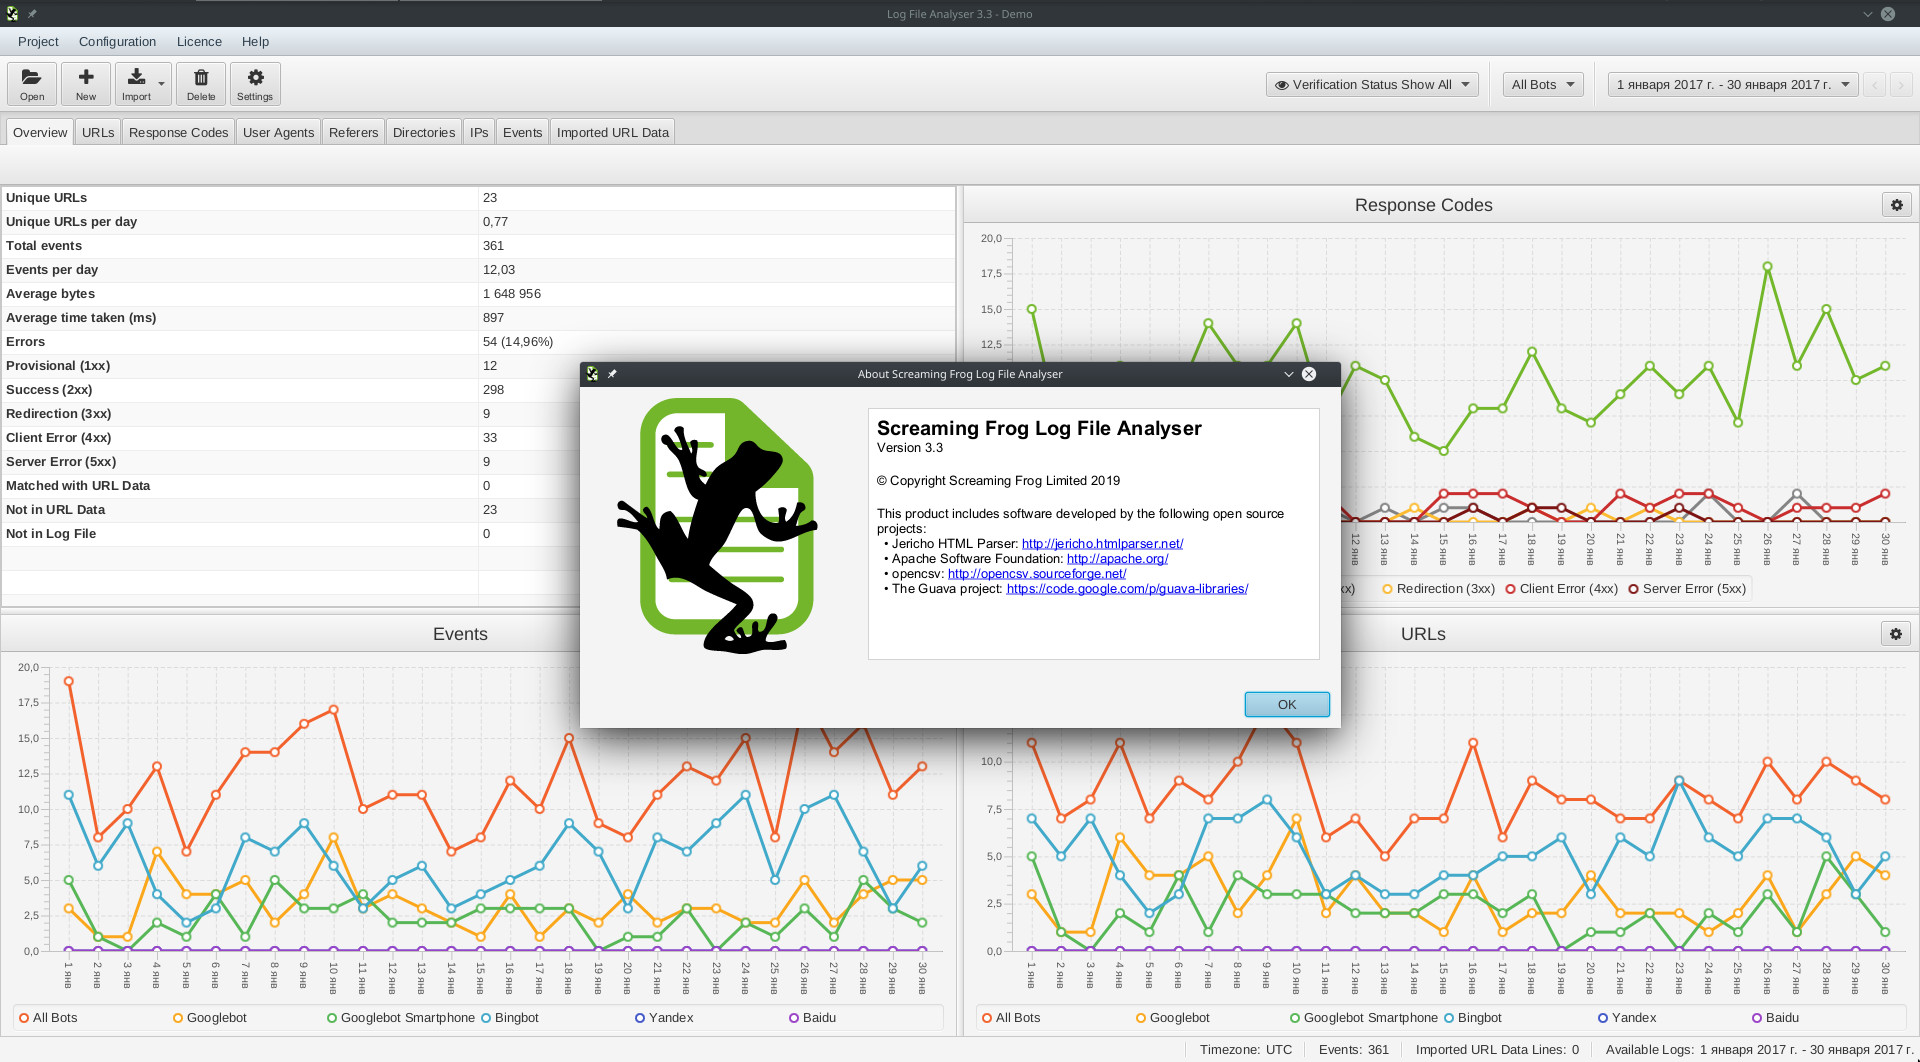 Log File Analyser 3.3 - Demo
Project Configuration Licence Help
Open New Import Delete Settings
Verification Status Show All All Bots 1 января 2017 г. - 30 января 2017 г.
Overview URLs Response Codes User Agents Referers Directories IPs Events Imported URL Data
Unique URLs 23
Unique URLs per day 0,77
Total events 361
Events per day 12,03
Average bytes 1 648 956
Average time taken (ms) 897
Errors 54 (14,96%)
Provisional (1xx) 12
Success (2xx) 298
Redirection (3xx) 9
Client Error (4xx) 33
Server Error (5xx) 9
Matched with URL Data 0
Not in URL Data 23
Not in Log File 0
Response Codes
20,0
17,5
15,0
12,5
12 янв 13 янв 14 янв 15 янв 16 янв 17 янв 18 янв 19 янв 20 янв 21 янв 22 янв 23 янв 24 янв 25 янв 26 янв 27 янв 28 янв 29 янв 30 янв
xx) Redirection (3xx) Client Error (4xx) Server Error (5xx)
About Screaming Frog Log File Analyser
Screaming Frog Log File Analyser
Version 3.3
© Copyright Screaming Frog Limited 2019
This product includes software developed by the following open source
projects:
• Jericho HTML Parser: http://jericho.htmlparser.net/
• Apache Software Foundation: http://apache.org/
• opencsv: http://opencsv.sourceforge.net/
• The Guava project: https://code.google.com/p/guava-libraries/
OK
Events
20,0
17,5
15,0
12,5
10,0
7,5
5,0
2,5
0,0
1 янв 2 янв 3 янв 4 янв 5 янв 6 янв 7 янв 8 янв 9 янв 10 янв 11 янв 12 янв 13 янв 14 янв 15 янв 16 янв 17 янв 18 янв 19 янв 20 янв 21 янв 22 янв 23 янв 24 янв 25 янв 26 янв 27 янв 28 янв 29 янв 30 янв
All Bots Googlebot Googlebot Smartphone Bingbot Yandex Baidu
URLs
10,0
7,5
5,0
2,5
0,0
1 янв 2 янв 3 янв 4 янв 5 янв 6 янв 7 янв 8 янв 9 янв 10 янв 11 янв 12 янв 13 янв 14 янв 15 янв 16 янв 17 янв 18 янв 19 янв 20 янв 21 янв 22 янв 23 янв 24 янв 25 янв 26 янв 27 янв 28 янв 29 янв 30 янв
All Bots Googlebot Googlebot Smartphone Bingbot Yandex Baidu
Timezone: UTC Events: 361 Imported URL Data Lines: 0 Available Logs: 1 января 2017 г. - 30 января 2017 г.